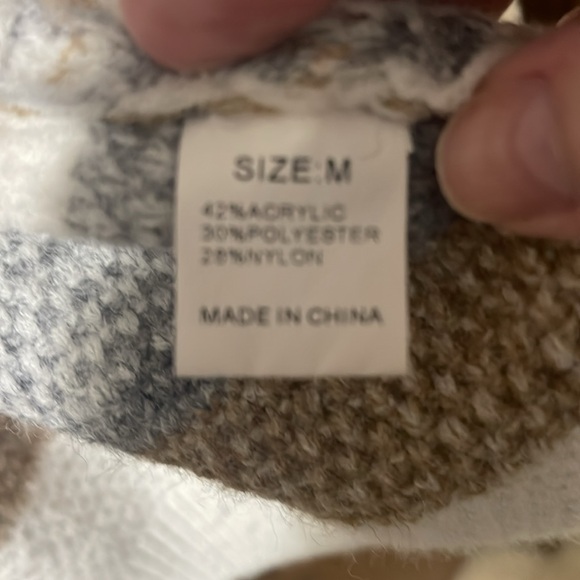 SIZE:M
42%ACRYLIC
30%POLYESTER
28%NYLON
MADE IN CHINA